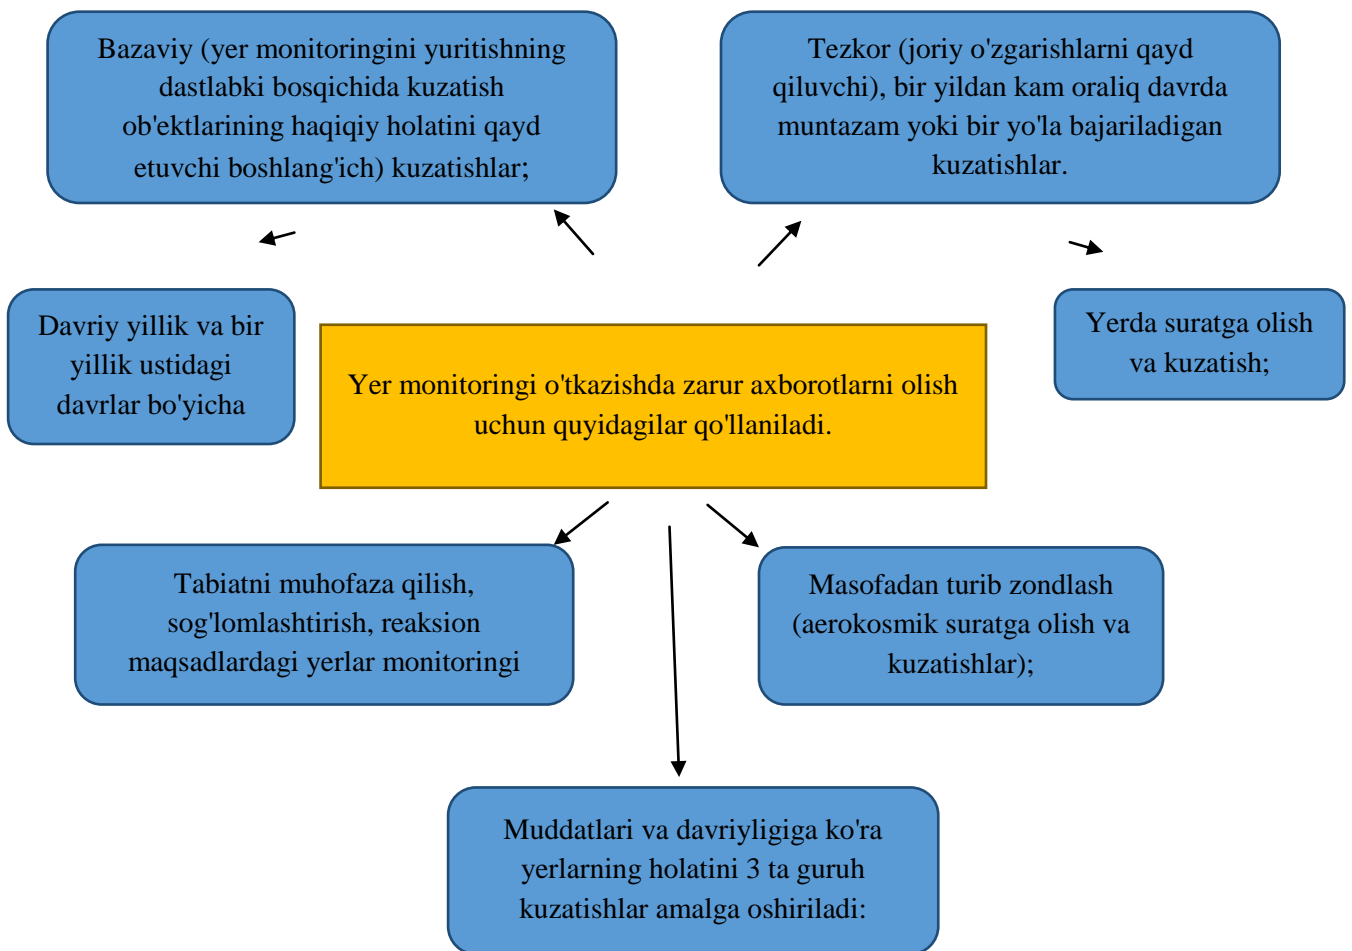 Bazaviy (yer monitoringini yuritishning
dastlabki bosqichida kuzatish
ob'ektlarining haqiqiy holatini qayd
etuvchi boshlang'ich) kuzatishlar;
Tezkor (joriy o'zgarishlarni qayd
qiluvchi), bir yildan kam oraliq davrda
muntazam yoki bir yo'la bajariladigan
kuzatishlar.
Davriy yillik va bir
yillik ustidagi
davrlar bo'yicha
Yer monitoringi o'tkazishda zarur axborotlarni olish
uchun quyidagilar qo'llaniladi.
Yerda suratga olish
va kuzatish;
Tabiatni muhofaza qilish,
sog'lomlashtirish, reaksion
maqsadlardagi yerlar monitoringi
Masofadan turib zondlash
(aerokosmik suratga olish va
kuzatishlar);
Muddatlari va davriyligiga ko'ra
yerlarning holatini 3 ta guruh
kuzatishlar amalga oshiriladi: